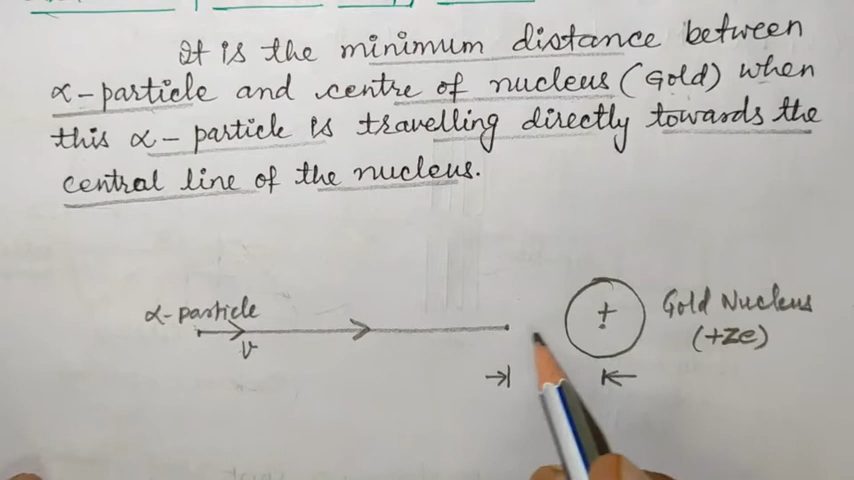 It is the minimum distance between
α-particle and centre of nucleus (Gold) when
this α-particle is travelling directly towards the
central line of the nucleus.
α-particle
v
+
Gold Nucleus
(+Ze)